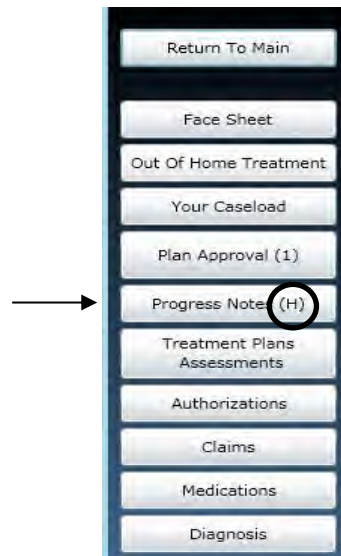 Return To Main
Face Sheet
Out Of Home Treatment
Your Caseload
Plan Approval (1)
Progress Notes (H)
Treatment Plans
Assessments
Authorizations
Claims
Medications
Diagnosis